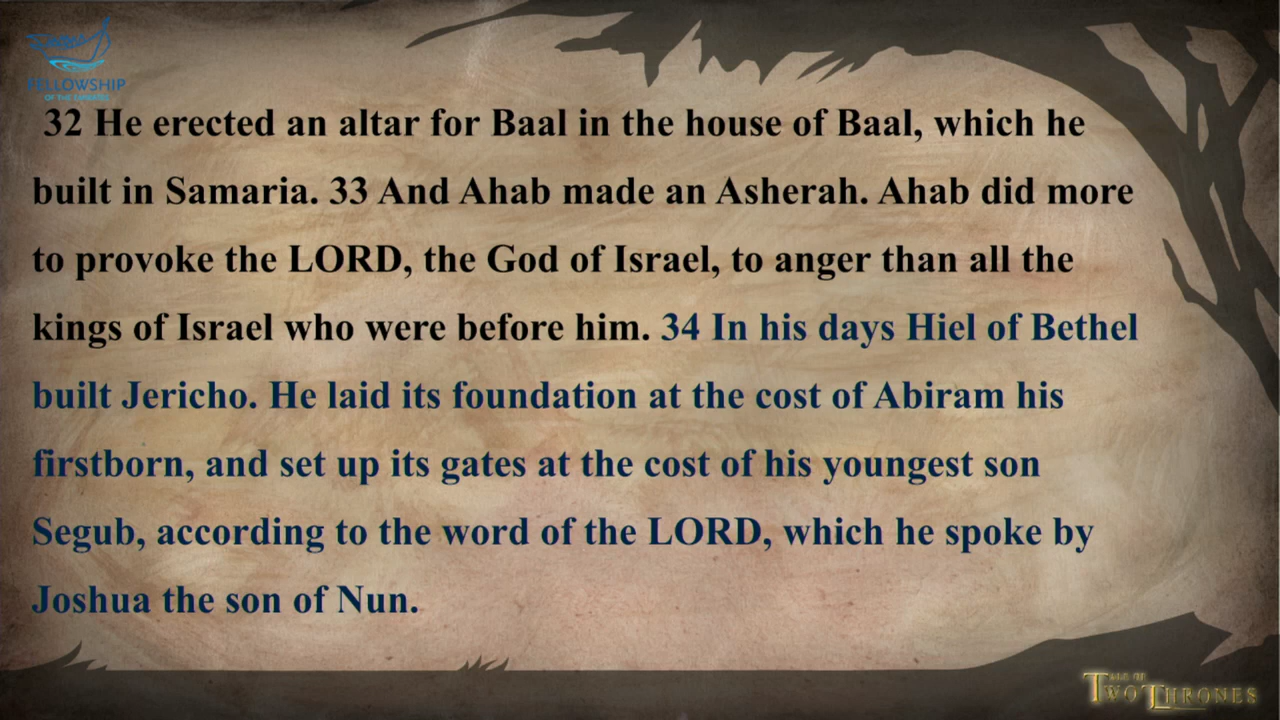 FELLOWSHIP
OF THE
32 He erected an altar for Baal in the house of Baal, which he
built in Samaria. 33 And Ahab made an Asherah. Ahab did more
to provoke the LORD, the God of Israel, to anger than all the
kings of Israel who were before him. 34 In his days Hiel of Bethel
built Jericho. He laid its foundation at the cost of Abiram his
firstborn, and set up its gates at the cost of his youngest son
Segub, according to the word of the LORD, which he spoke by
Joshua the son of Nun.
TALE OF
TWO THRONES